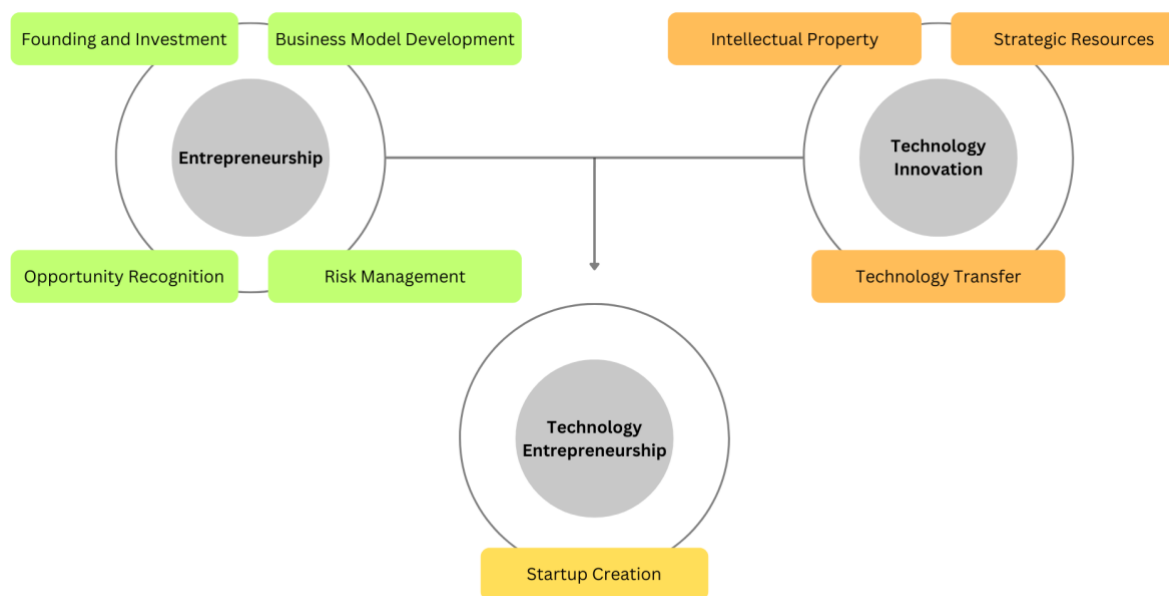 Founding and Investment
Business Model Development
Intellectual Property
Strategic Resources
Entrepreneurship
Technology
Innovation
Opportunity Recognition
Risk Management
Technology Transfer
Technology
Entrepreneurship
Startup Creation